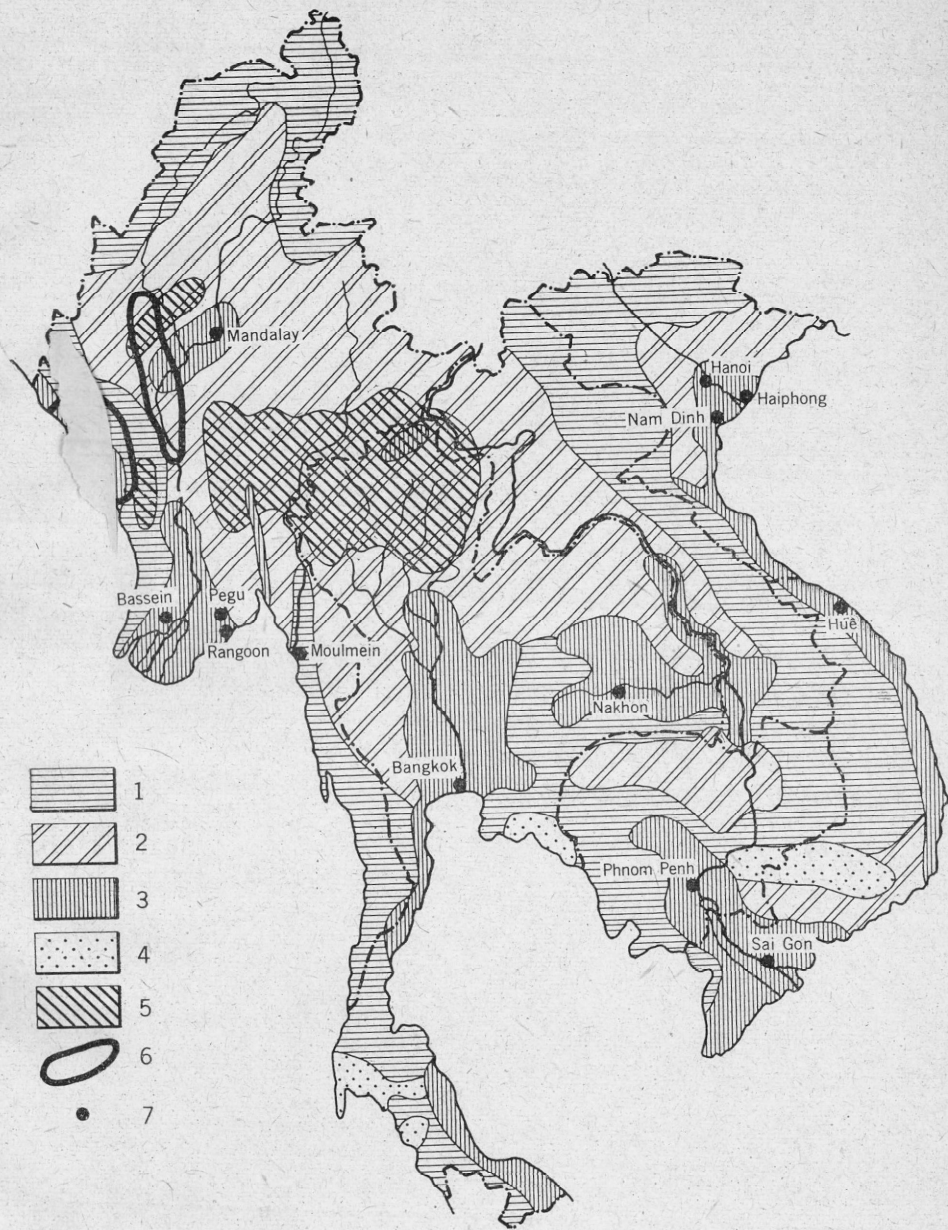 Mandalay
Hanoi
Haiphong
Nam Dinh
Bassein
Pegu
Rangoon
Moulmein
Huê
Nakhon
Bangkok
Phnom Penh
Sai Gon
1
2
3
4
5
6
7